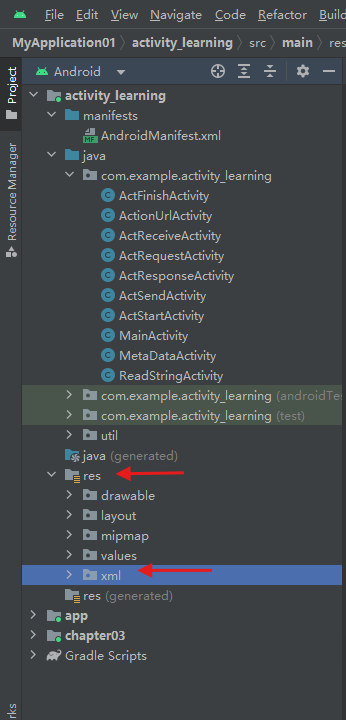 File Edit View Navigate Code Refactor Build
MyApplication01 〉 activity_learning 〉 src 〉 main 〉 res
Android
Project
Resource Manager
activity_learning
manifests
AndroidManifest.xml
java
com.example.activity_learning
ActFinishActivity
ActionUrlActivity
ActReceiveActivity
ActRequestActivity
ActResponseActivity
ActSendActivity
ActStartActivity
MainActivity
MetaDataActivity
ReadStringActivity
com.example.activity_learning (androidTe
com.example.activity_learning (test)
util
java (generated)
res
drawable
layout
mipmap
values
xml
res (generated)
app
chapter03
Gradle Scripts
rks